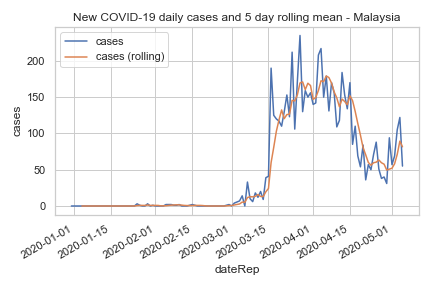 New COVID-19 daily cases and 5 day rolling mean - Malaysia
cases
cases (rolling)
200
150
100
50
0
cases
2020-01-01
2020-01-15
2020-02-01
2020-02-15
2020-03-01
2020-03-15
2020-04-01
2020-04-15
2020-05-01
dateRep